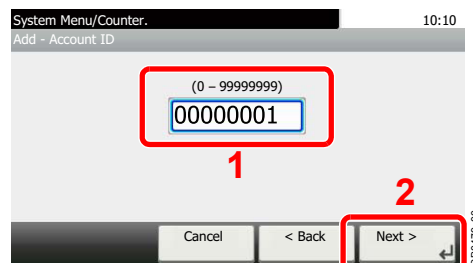 System Menu/Counter.
10:10
Add - Account ID
(0 – 99999999)
00000001
1
2
Cancel
< Back
Next >